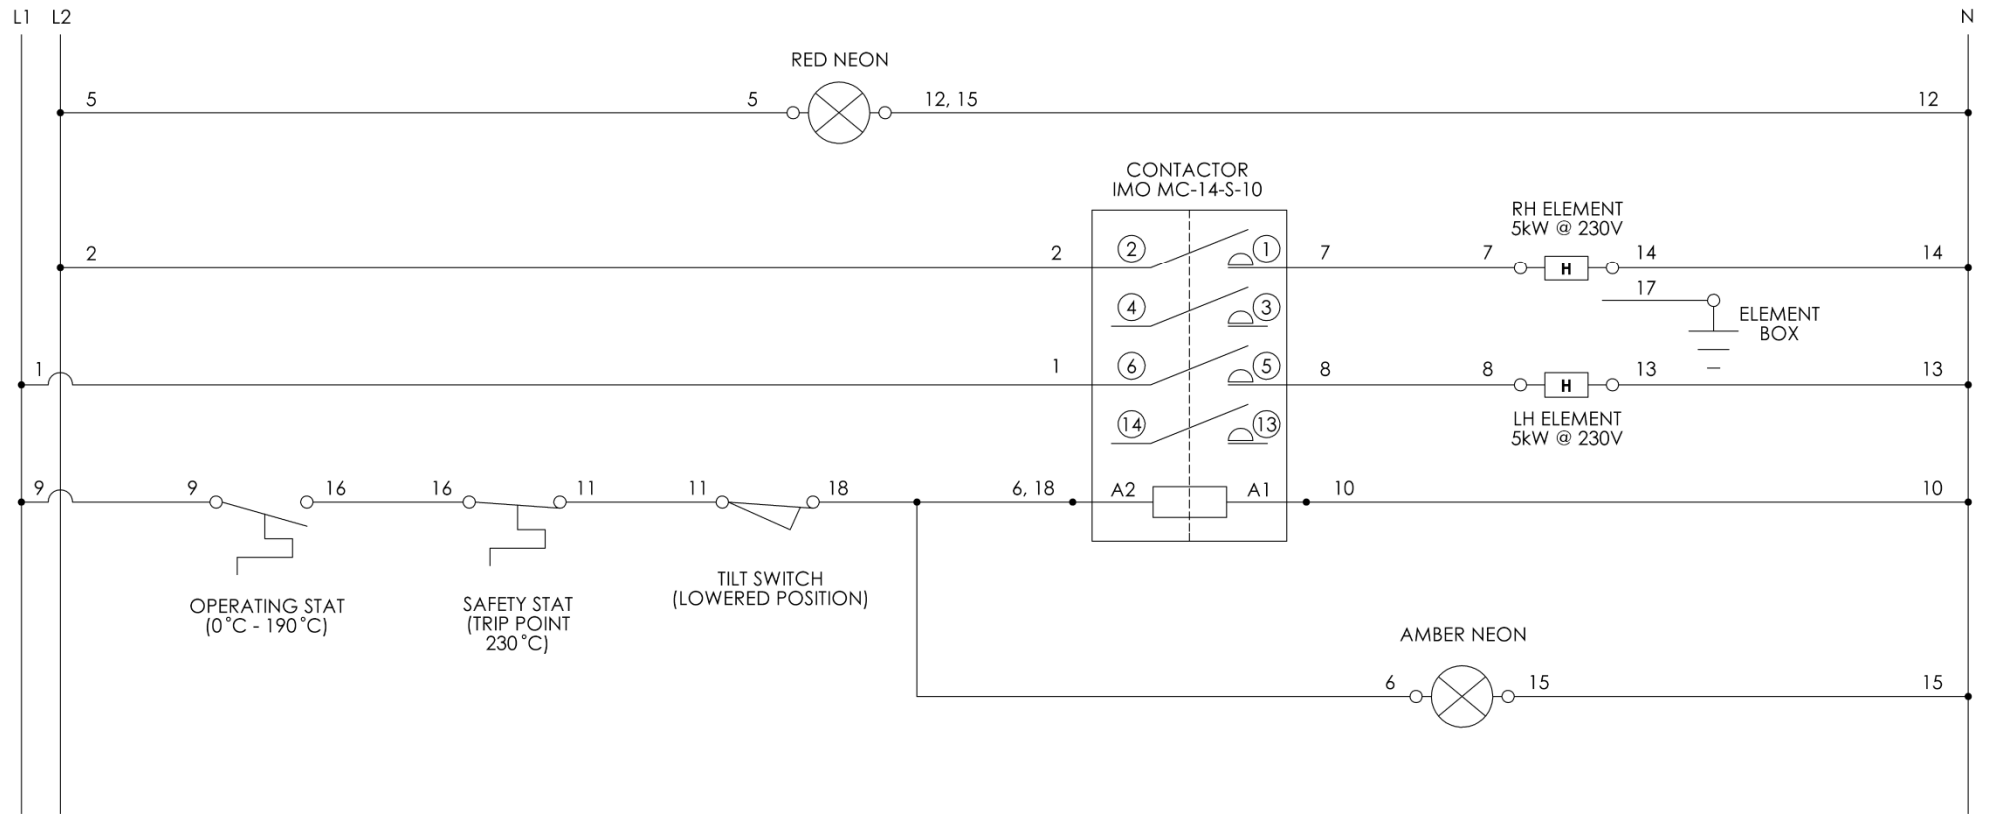 L1 L2 N
RED NEON
5 5 12, 15 12
CONTACTOR
IMO MC-14-S-10
RH ELEMENT
5kW @ 230V
2 2 2 1 7 7 H 14 14
17
4 3
ELEMENT
BOX
1 1 6 5 8 8 H 13 13
LH ELEMENT
5kW @ 230V
14 13
9 9 16 16 11 11 18 6, 18 A2 A1 10 10
TILT SWITCH
(LOWERED POSITION)
OPERATING STAT
(0°C - 190°C)
SAFETY STAT
(TRIP POINT
230°C)
AMBER NEON
6 15 15